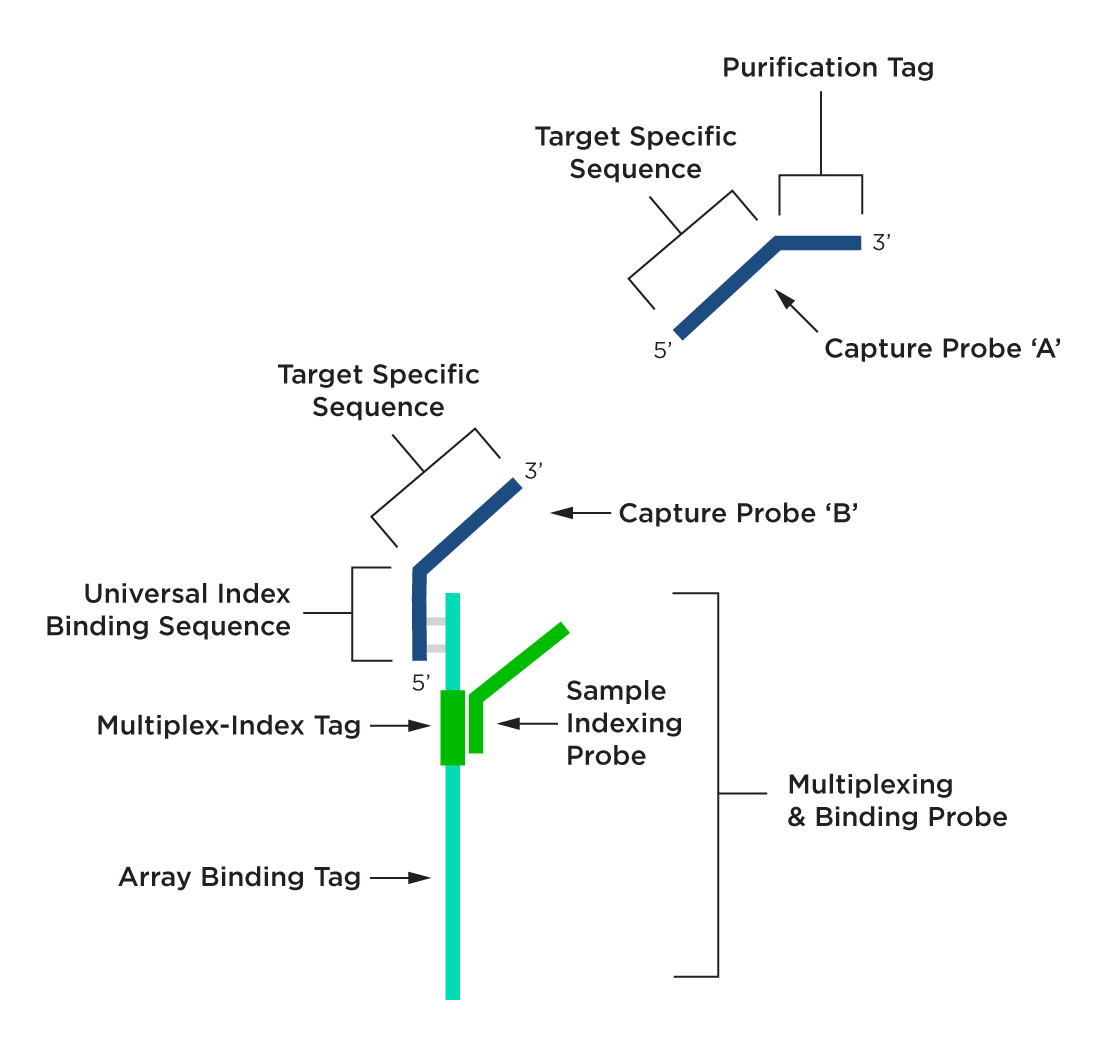 Purification Tag
Target Specific
Sequence
3’
5’
Capture Probe ‘A’
Target Specific
Sequence
3’
Capture Probe ‘B’
Universal Index
Binding Sequence
5’
Multiplex-Index Tag
Sample
Indexing
Probe
Multiplexing
& Binding Probe
Array Binding Tag